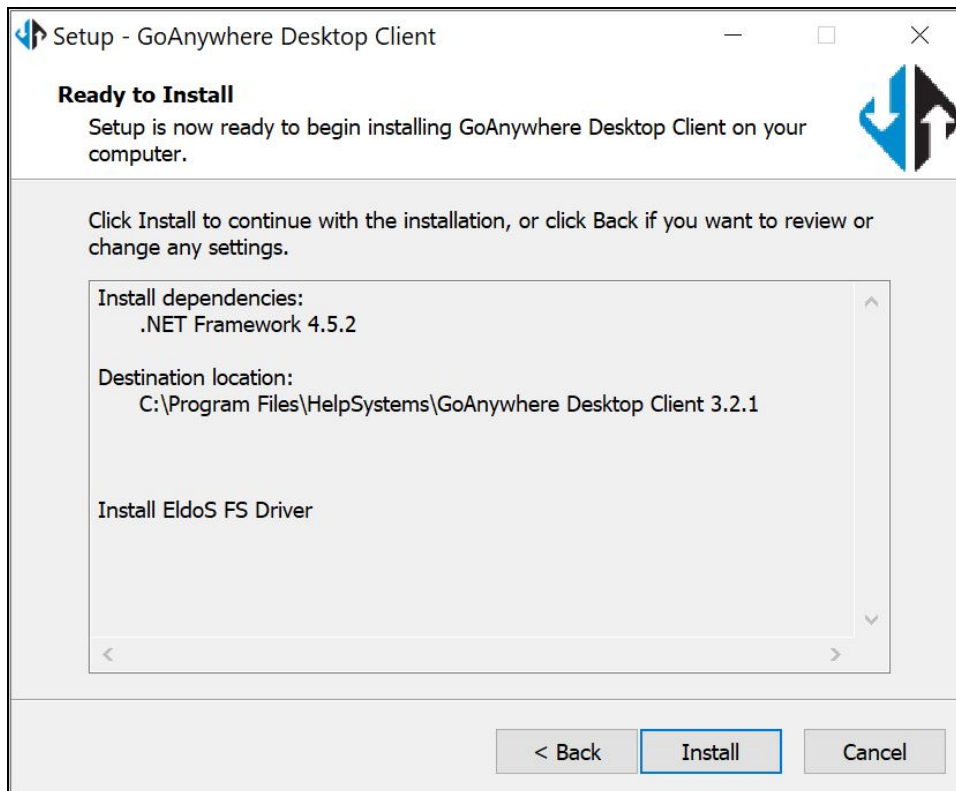 Setup - GoAnywhere Desktop Client
Ready to Install
Setup is now ready to begin installing GoAnywhere Desktop Client on your
computer.
Click Install to continue with the installation, or click Back if you want to review or
change any settings.
Install dependencies:
.NET Framework 4.5.2
Destination location:
C:\Program Files\HelpSystems\GoAnywhere Desktop Client 3.2.1
Install EldoS FS Driver
< Back
Install
Cancel